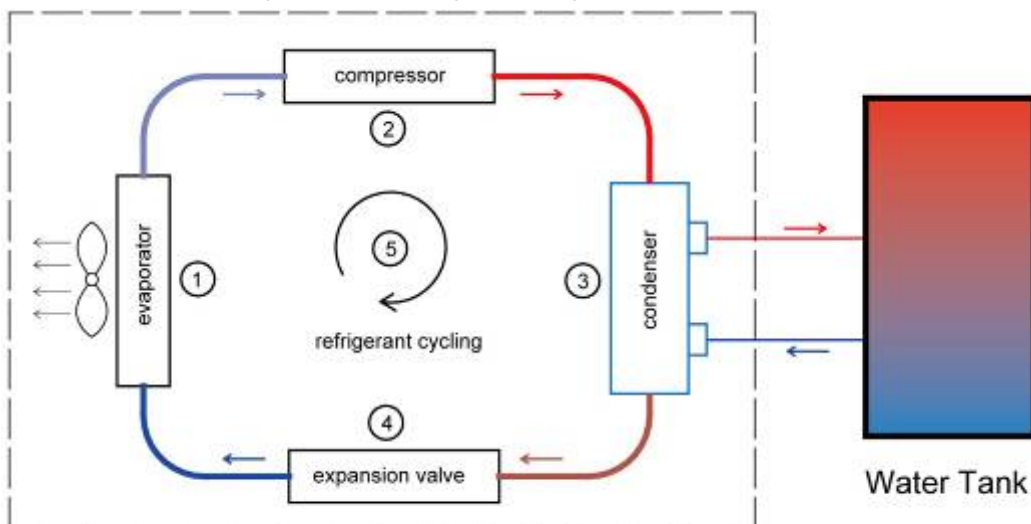 compressor
2
evaporator
1
5
3
condenser
refrigerant cycling
4
expansion valve
Water Tank